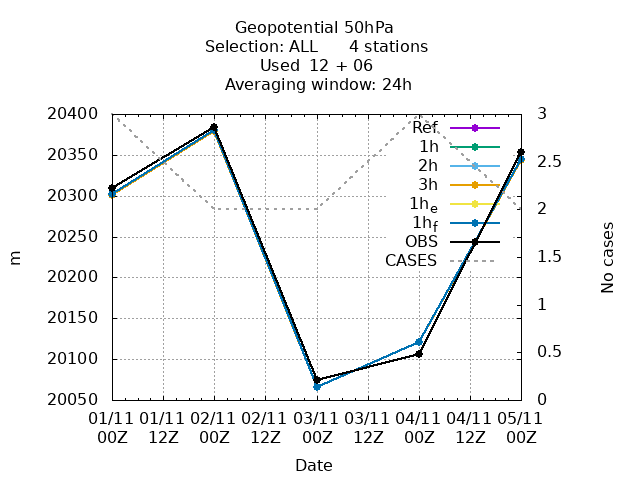 Geopotential 50hPa
Selection: ALL      4 stations
Used  12 + 06
Averaging window: 24h
20400
20350
20300
20250
20200
20150
20100
20050
m
3
2.5
2
1.5
1
0.5
0
No cases
Ref
1h
2h
3h
1he
1hf
OBS
CASES
01/11 01/11 02/11 02/11 03/11 03/11 04/11 04/11 05/11
00Z 12Z 00Z 12Z 00Z 12Z 00Z 12Z 00Z
Date